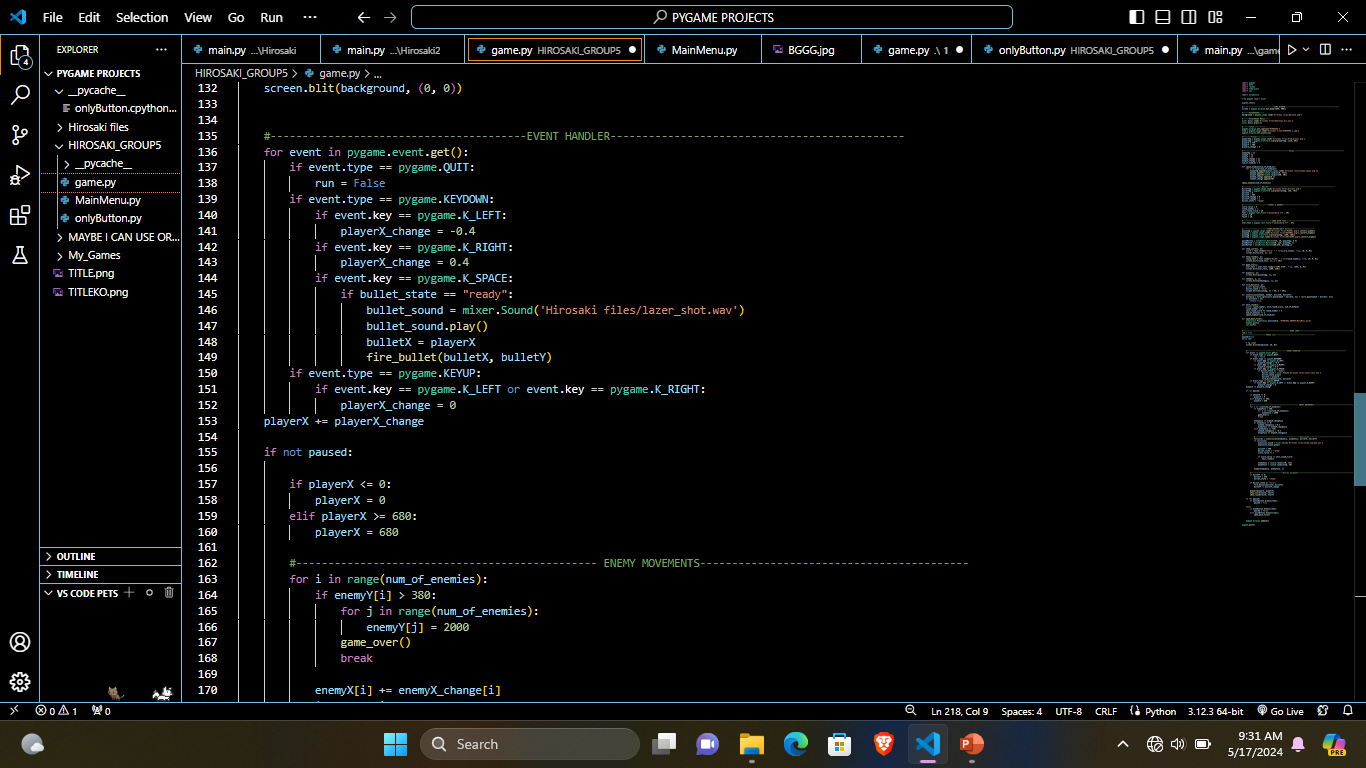 File Edit Selection View Go Run ··· PYGAME PROJECTS
EXPLORER ···
main.py ...\Hirosaki main.py ...\Hirosaki2 game.py HIROSAKI_GROUP5 MainMenu.py BGGG.jpg game.py .\ 1 onlyButton.py HIROSAKI_GROUP5 main.py ...\game
HIROSAKI_GROUP5 > game.py > ...
4
PYGAME PROJECTS
__pycache__
onlyButton.cpython...
Hirosaki files
HIROSAKI_GROUP5
__pycache__
game.py
MainMenu.py
onlyButton.py
MAYBE I CAN USE OR...
My_Games
TITLE.png
TITLEKO.png
OUTLINE
TIMELINE
VS CODE PETS
132 screen.blit(background, (0, 0))
133
134
135 #----------------------------------------EVENT HANDLER----------------------------------------------
136 for event in pygame.event.get():
137 if event.type == pygame.QUIT:
138 run = False
139 if event.type == pygame.KEYDOWN:
140 if event.key == pygame.K_LEFT:
141 playerX_change = -0.4
142 if event.key == pygame.K_RIGHT:
143 playerX_change = 0.4
144 if event.key == pygame.K_SPACE:
145 if bullet_state == "ready":
146 bullet_sound = mixer.Sound('Hirosaki files/lazer_shot.wav')
147 bullet_sound.play()
148 bulletX = playerX
149 fire_bullet(bulletX, bulletY)
150 if event.type == pygame.KEYUP:
151 if event.key == pygame.K_LEFT or event.key == pygame.K_RIGHT:
152 playerX_change = 0
153 playerX += playerX_change
154
155 if not paused:
156
157 if playerX <= 0:
158 playerX = 0
159 elif playerX >= 680:
160 playerX = 680
161
162 #----------------------------------------------- ENEMY MOVEMENTS------------------------------------------
163 for i in range(num_of_enemies):
164 if enemyY[i] > 380:
165 for j in range(num_of_enemies):
166 enemyY[j] = 2000
167 game_over()
168 break
169
170 enemyX[i] += enemyX_change[i]
0 1 0 Ln 218, Col 9 Spaces: 4 UTF-8 CRLF Python 3.12.3 64-bit Go Live
Search
9:31 AM
5/17/2024
PRE